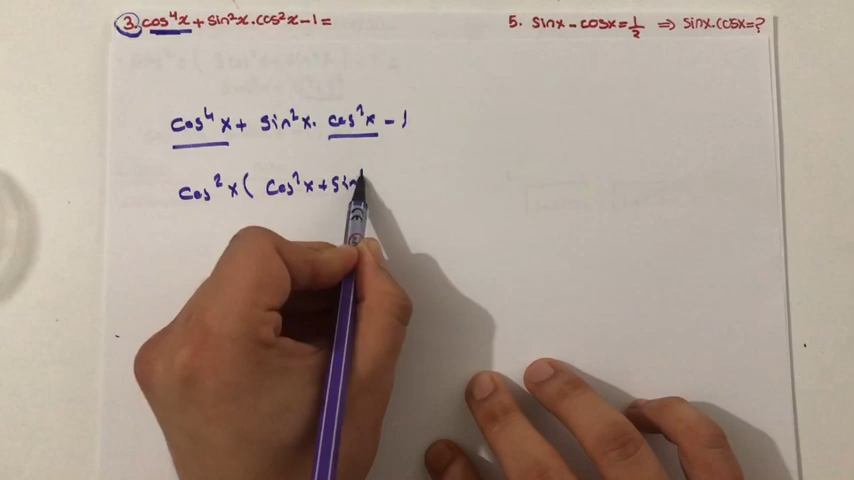 3. cos⁴x + sin²x . cos²x - 1 =
5. sinx - cosx = 1/2 ⇒ sinx . cosx = ?
cos⁴x + sin²x . cos²x - 1
cos²x ( cos²x + sin